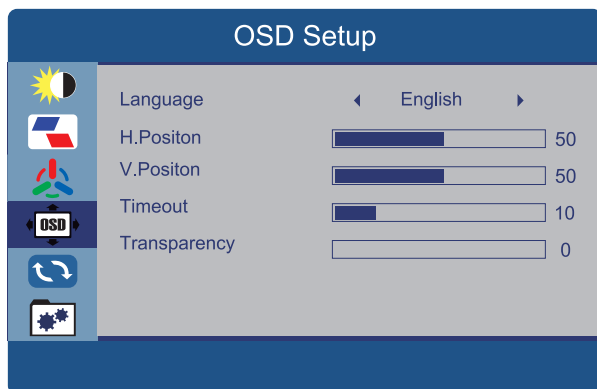 OSD Setup
Language English
H.Positon 50
V.Positon 50
Timeout 10
OSD
Transparency 0